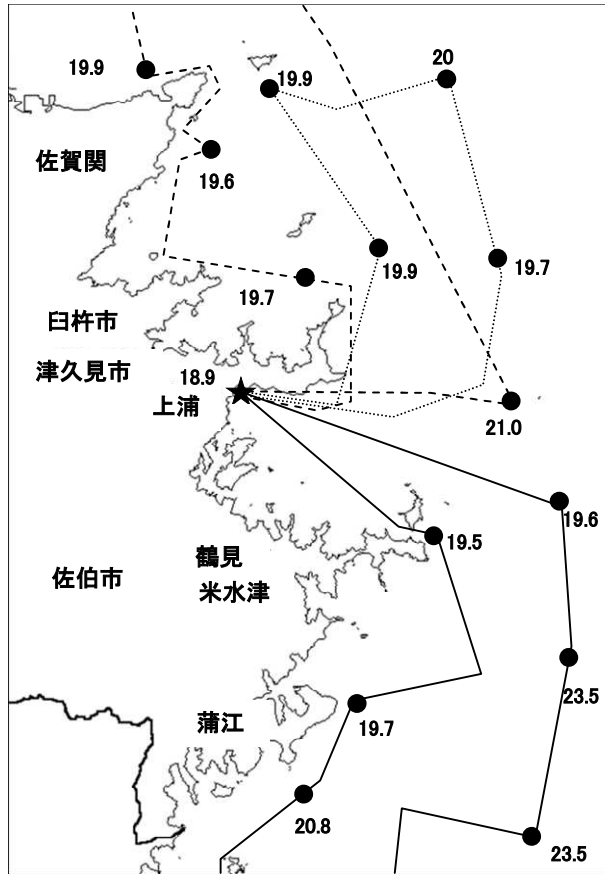 20
19.9
19.9
佐賀関
19.6
19.9
19.7
19.7
臼杵市
津久見市
18.9
上浦
21.0
19.6
19.5
鶴見
佐伯市
米水津
23.5
蒲江
19.7
20.8
23.5